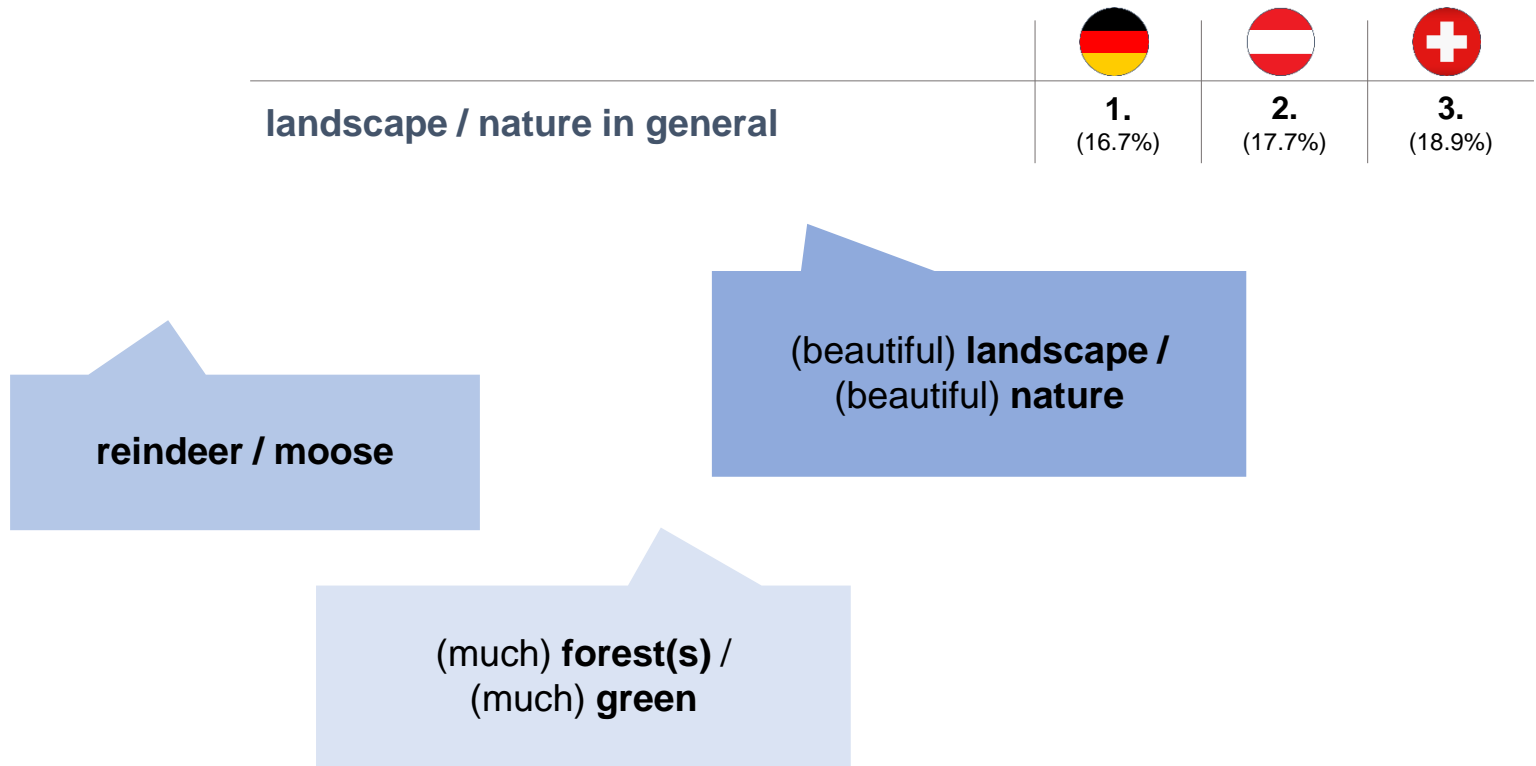 landscape / nature in general
1.
2.
3.
(16.7%)
(17.7%)
(18.9%)
(beautiful) landscape /
(beautiful) nature
reindeer / moose
(much) forest(s) /
(much) green